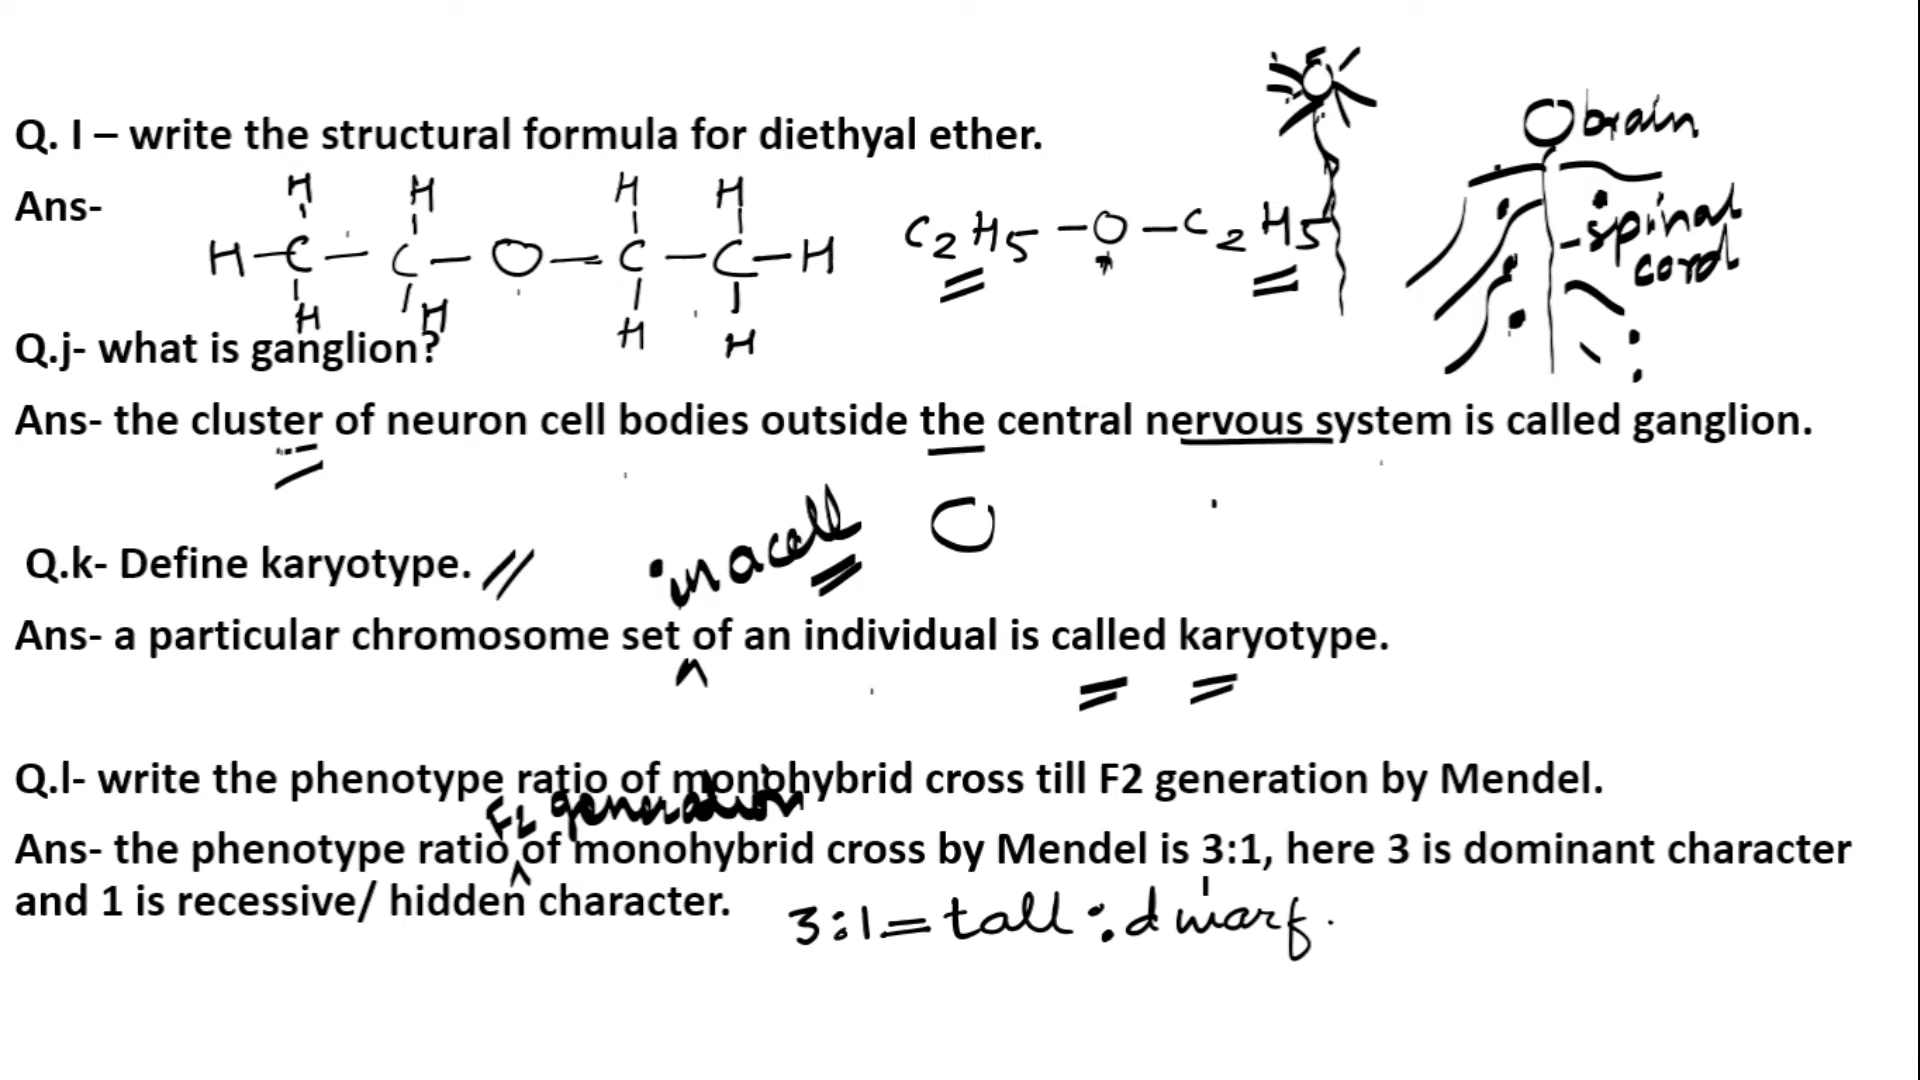 Q. I – write the structural formula for diethyal ether.
brain
Ans-
H H H H
H-C-C-O-C-C-H
C2H5-O-C2H5
-spinal
cord
H H H H
Q.j- what is ganglion?
Ans- the cluster of neuron cell bodies outside the central nervous system is called ganglion.
in a cell
Q.k- Define karyotype.
Ans- a particular chromosome set of an individual is called karyotype.
Q.l- write the phenotype ratio of monohybrid cross till F2 generation by Mendel.
F2 generation
Ans- the phenotype ratio of monohybrid cross by Mendel is 3:1, here 3 is dominant character
and 1 is recessive/ hidden character.
3:1=tall:dwarf.